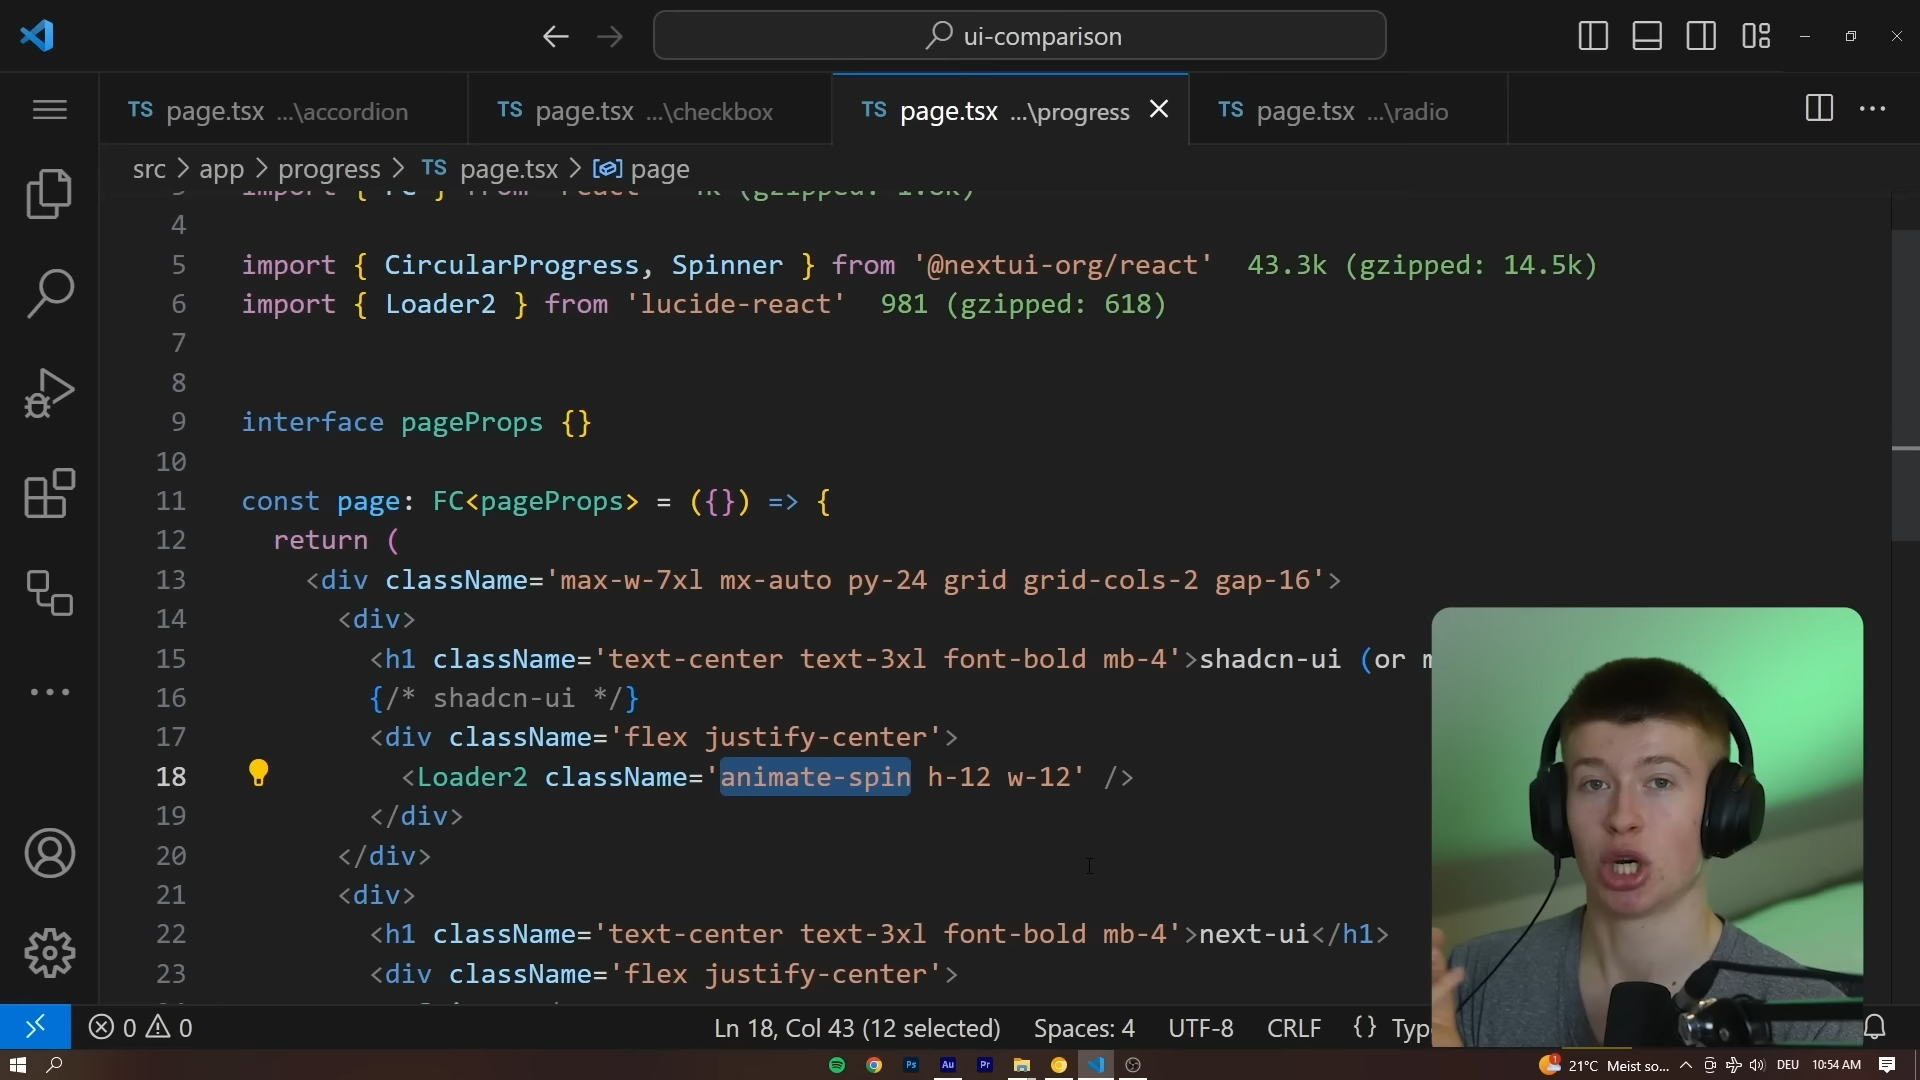 ui-comparison
TS page.tsx ...\accordion
TS page.tsx ...\checkbox
TS page.tsx ...\progress
TS page.tsx ...\radio
src > app > progress > TS page.tsx > page
4
5 import { CircularProgress, Spinner } from '@nextui-org/react' 43.3k (gzipped: 14.5k)
6 import { Loader2 } from 'lucide-react' 981 (gzipped: 618)
7
8
9 interface pageProps {}
10
11 const page: FC<pageProps> = ({}) => {
12 return (
13 <div className='max-w-7xl mx-auto py-24 grid grid-cols-2 gap-16'>
14 <div>
15 <h1 className='text-center text-3xl font-bold mb-4'>shadcn-ui (or
16 {/* shadcn-ui */}
17 <div className='flex justify-center'>
18 <Loader2 className='animate-spin h-12 w-12' />
19 </div>
20 </div>
21 <div>
22 <h1 className='text-center text-3xl font-bold mb-4'>next-ui</h1>
23 <div className='flex justify-center'>
0 0
Ln 18, Col 43 (12 selected)
Spaces: 4
UTF-8
CRLF
{} Typ
Ps
Au
Pr
1
21°C Meist so...
DEU
10:54 AM